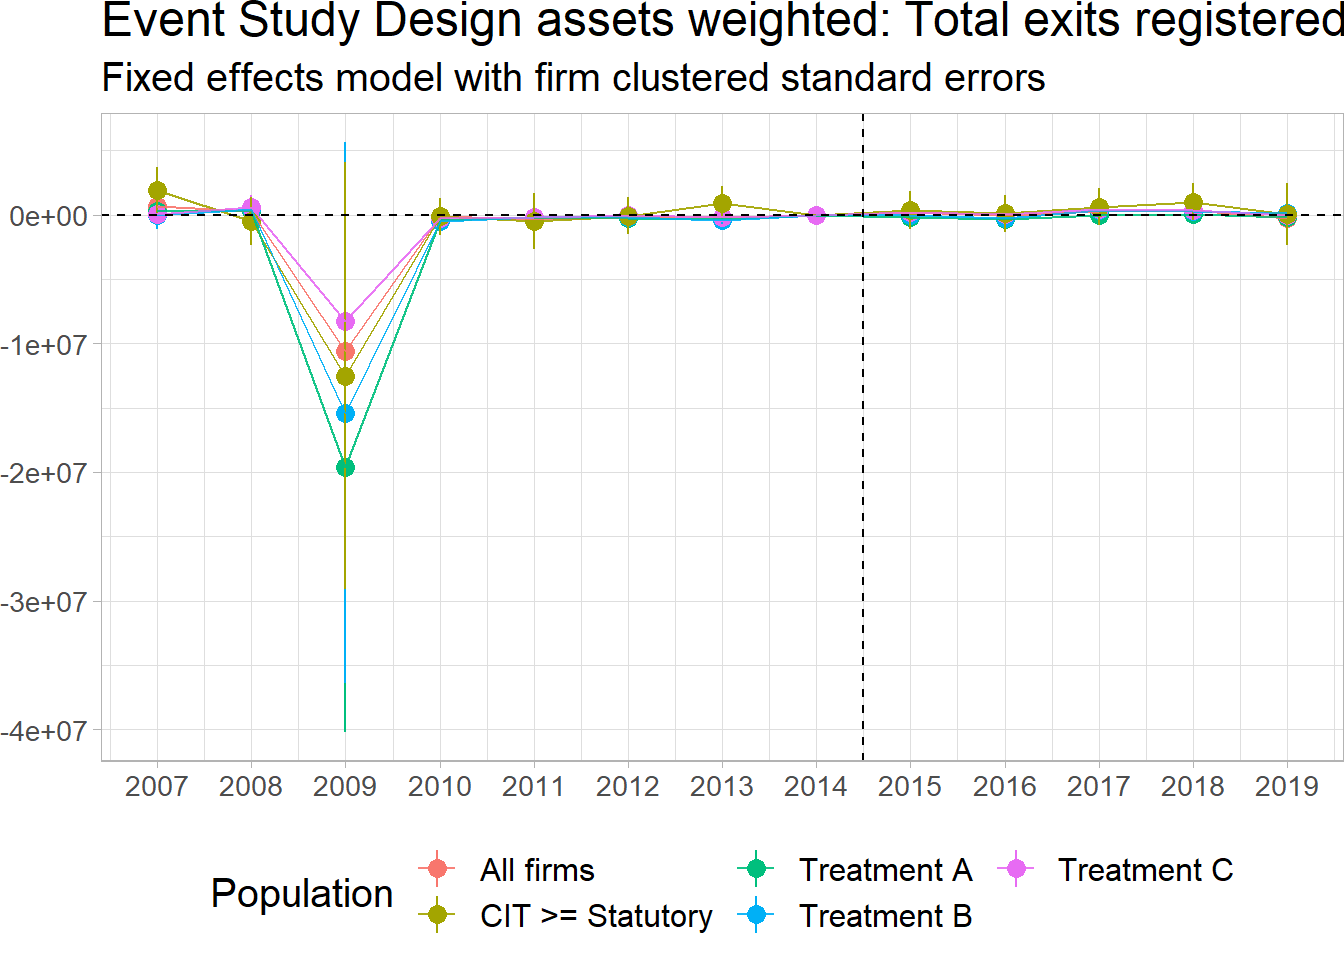 Event Study Design assets weighted: Total exits registered
Fixed effects model with firm clustered standard errors
0e+00
-1e+07
-2e+07
-3e+07
-4e+07
2007 2008 2009 2010 2011 2012 2013 2014 2015 2016 2017 2018 2019
Population
All firms
CIT >= Statutory
Treatment A
Treatment B
Treatment C